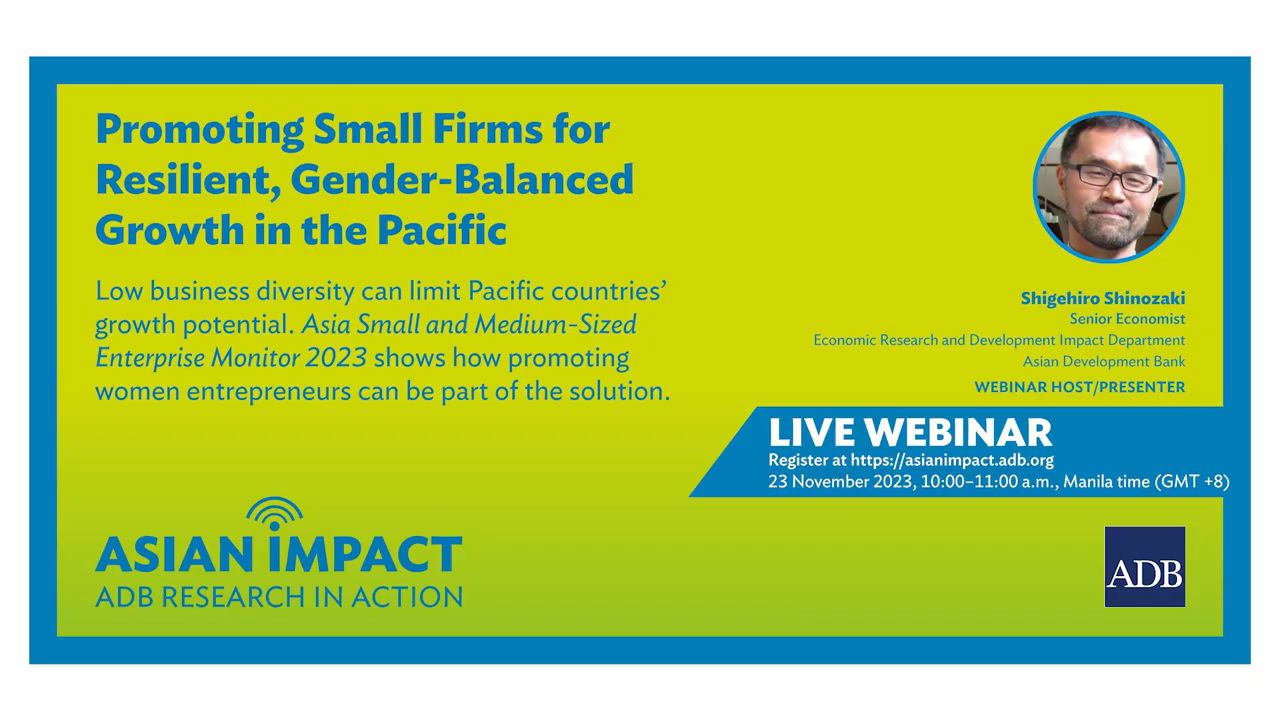 Promoting Small Firms for
Resilient, Gender-Balanced
Growth in the Pacific
Low business diversity can limit Pacific countries’
growth potential. Asia Small and Medium-Sized
Enterprise Monitor 2023 shows how promoting
women entrepreneurs can be part of the solution.
Shigehiro Shinozaki
Senior Economist
Economic Research and Development Impact Department
Asian Development Bank
WEBINAR HOST/PRESENTER
LIVE WEBINAR
Register at https://asianimpact.adb.org
23 November 2023, 10:00–11:00 a.m., Manila time (GMT +8)
ASIAN IMPACT
ADB RESEARCH IN ACTION
ADB